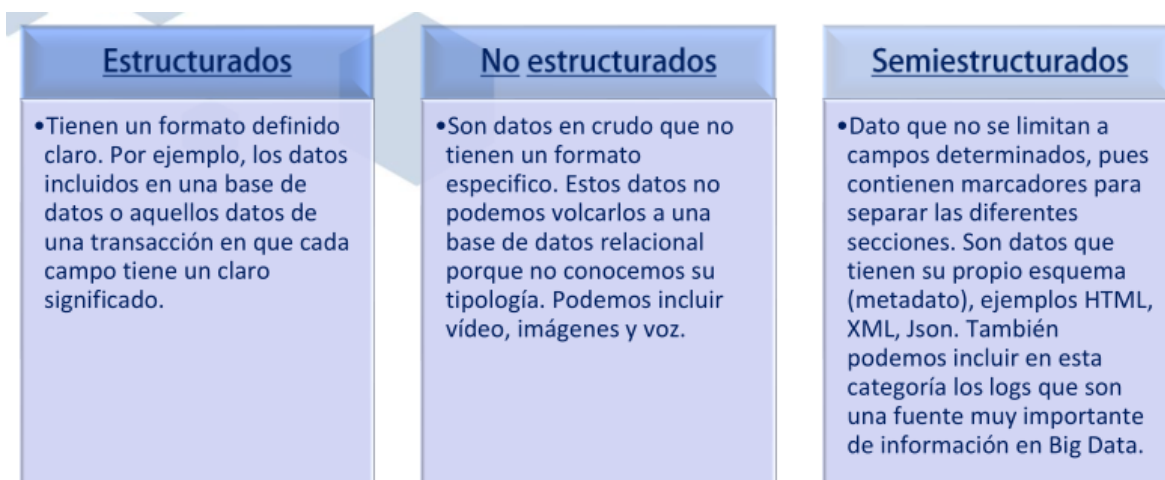 Estructurados
•Tienen un formato definido
claro. Por ejemplo, los datos
incluidos en una base de
datos o aquellos datos de
una transacción en que cada
campo tiene un claro
significado.
No estructurados
•Son datos en crudo que no
tienen un formato
especifico. Estos datos no
podemos volcarlos a una
base de datos relacional
porque no conocemos su
tipología. Podemos incluir
vídeo, imágenes y voz.
Semiestructurados
•Dato que no se limitan a
campos determinados, pues
contienen marcadores para
separar las diferentes
secciones. Son datos que
tienen su propio esquema
(metadato), ejemplos HTML,
XML, Json. También
podemos incluir en esta
categoría los logs que son
una fuente muy importante
de información en Big Data.